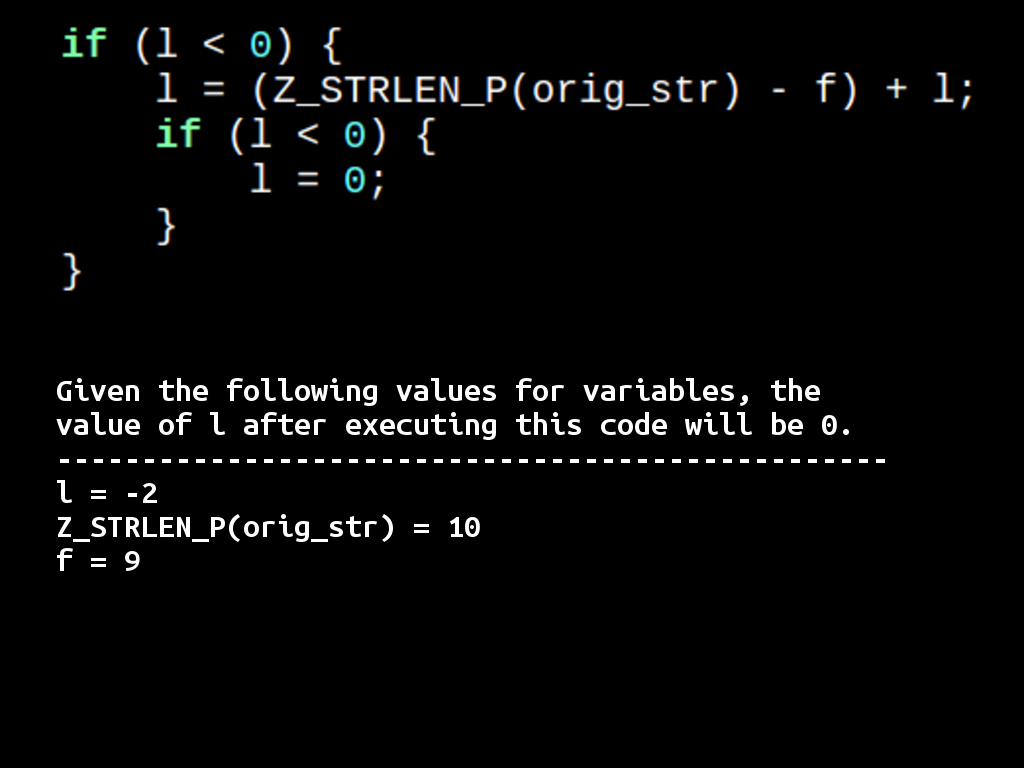 if (l < 0) {
    l = (Z_STRLEN_P(orig_str) - f) + l;
    if (l < 0) {
        l = 0;
    }
}
Given the following values for variables, the
value of l after executing this code will be 0.
-------------------------------------------------
l = -2
Z_STRLEN_P(orig_str) = 10
f = 9